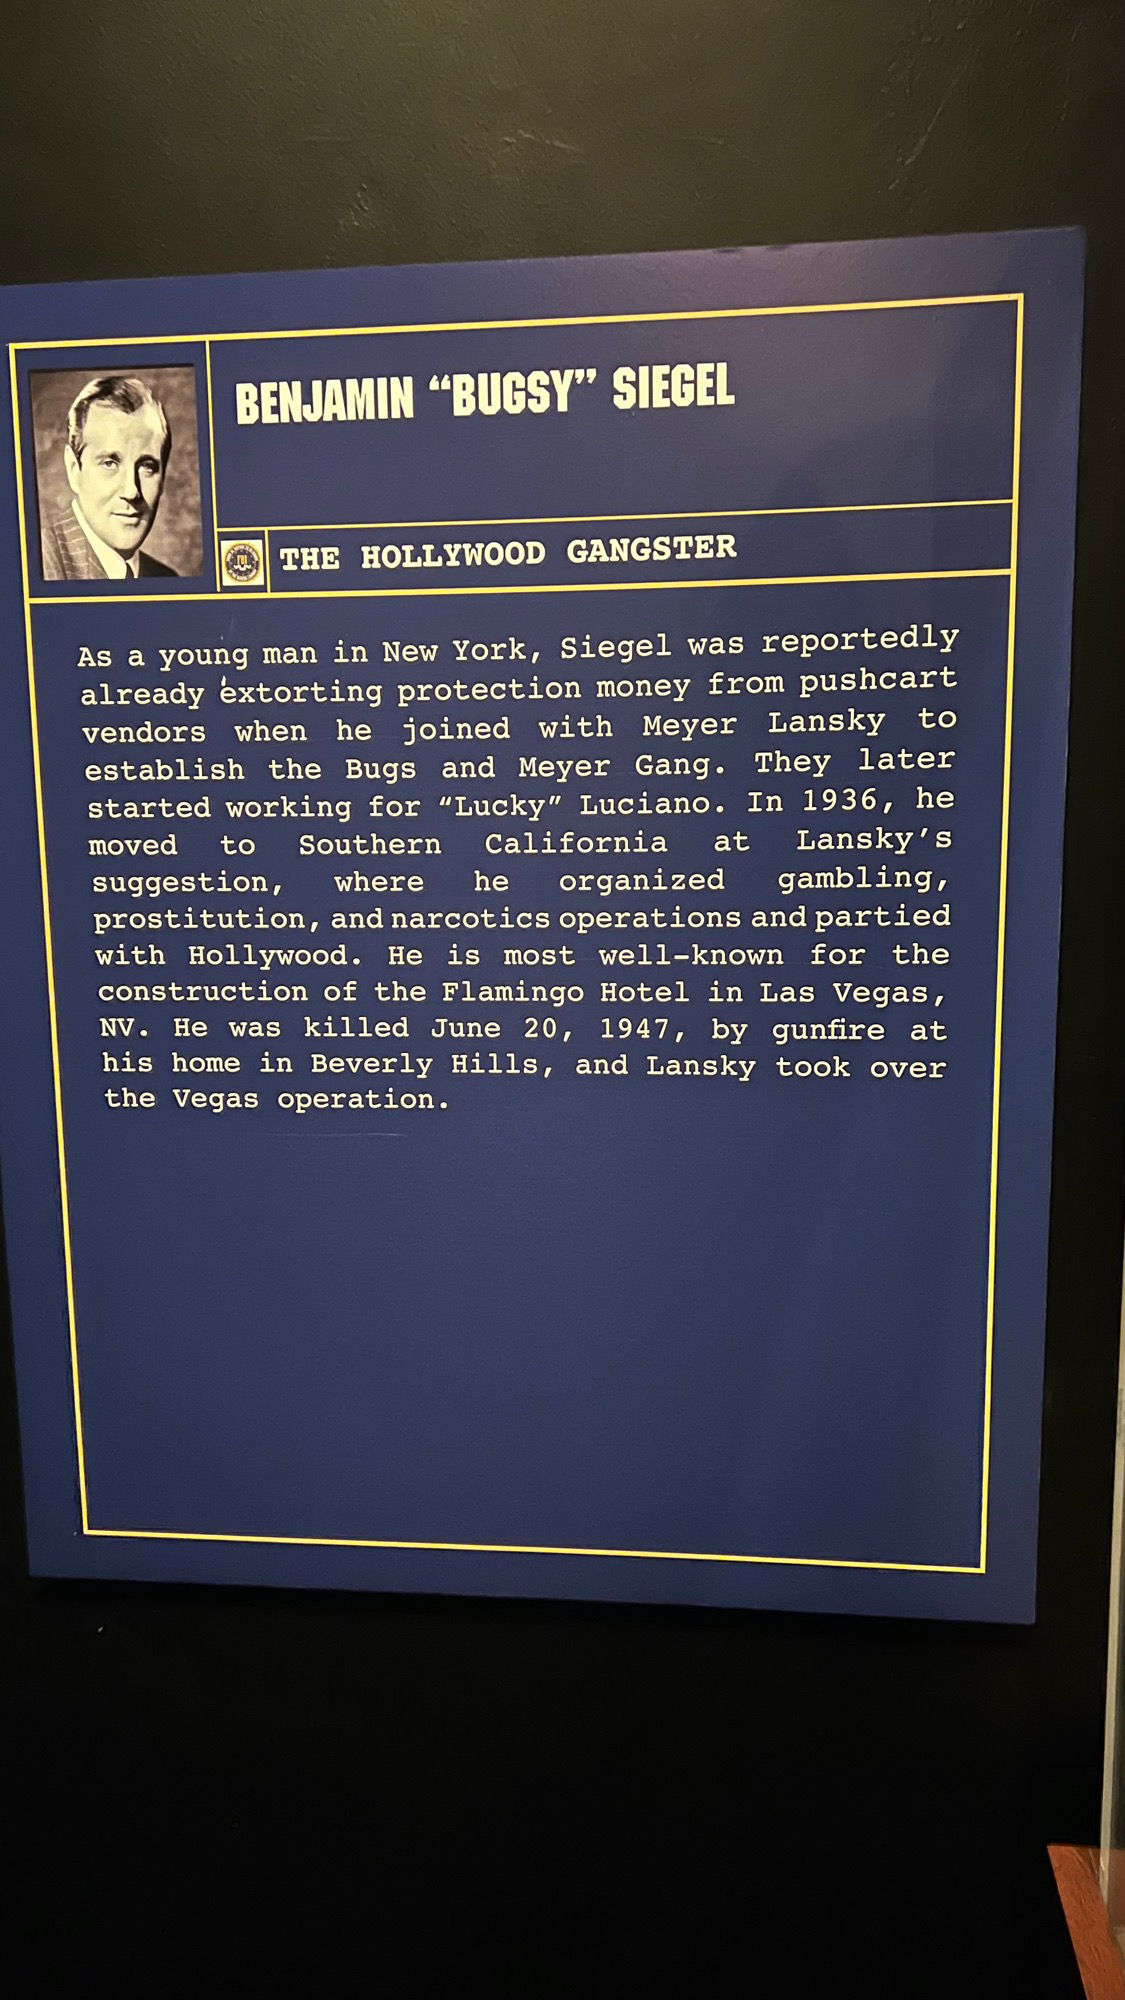 BENJAMIN “BUGSY” SIEGEL
THE HOLLYWOOD GANGSTER
As a young man in New York, Siegel was reportedly
already extorting protection money from pushcart
vendors when he joined with Meyer Lansky to
establish the Bugs and Meyer Gang. They later
started working for “Lucky” Luciano. In 1936, he
moved to Southern California at Lansky’s
suggestion, where he organized gambling,
prostitution, and narcotics operations and partied
with Hollywood. He is most well-known for the
construction of the Flamingo Hotel in Las Vegas,
NV. He was killed June 20, 1947, by gunfire at
his home in Beverly Hills, and Lansky took over
the Vegas operation.